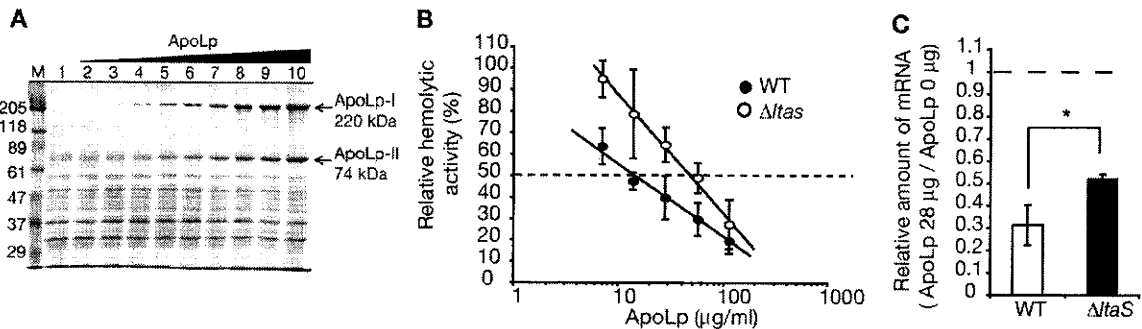 A
ApoLp
M 1 2 3 4 5 6 7 8 9 10
205
118
89
61
47
37
29
ApoLp-I
220 kDa
ApoLp-II
74 kDa
B
Relative hemolytic
activity (%)
110
100
90
80
70
60
50
40
30
20
10
0
1 10 100 1000
ApoLp (μg/ml)
WT
Δltas
C
Relative amount of mRNA
( ApoLp 28 μg / ApoLp 0 μg)
1.1
1
0.9
0.8
0.7
0.6
0.5
0.4
0.3
0.2
0.1
0
*
WT
ΔltaS